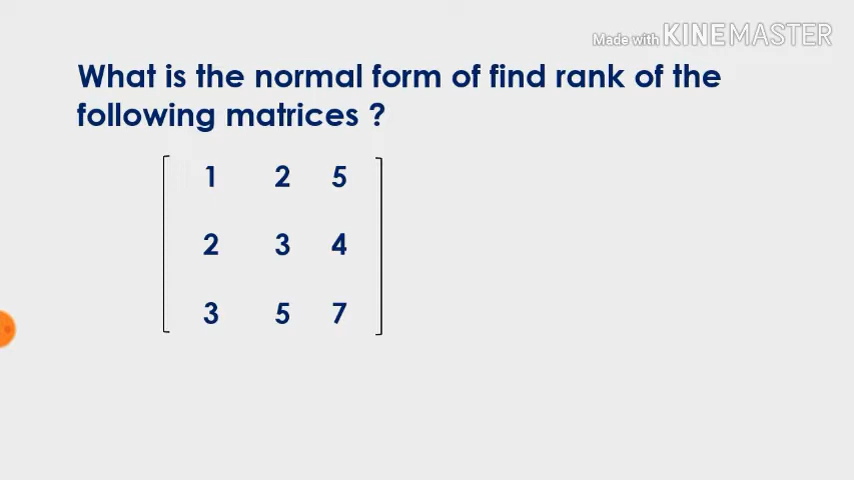 Made with KINEMASTER
What is the normal form of find rank of the
following matrices ?
1 2 5
2 3 4
3 5 7